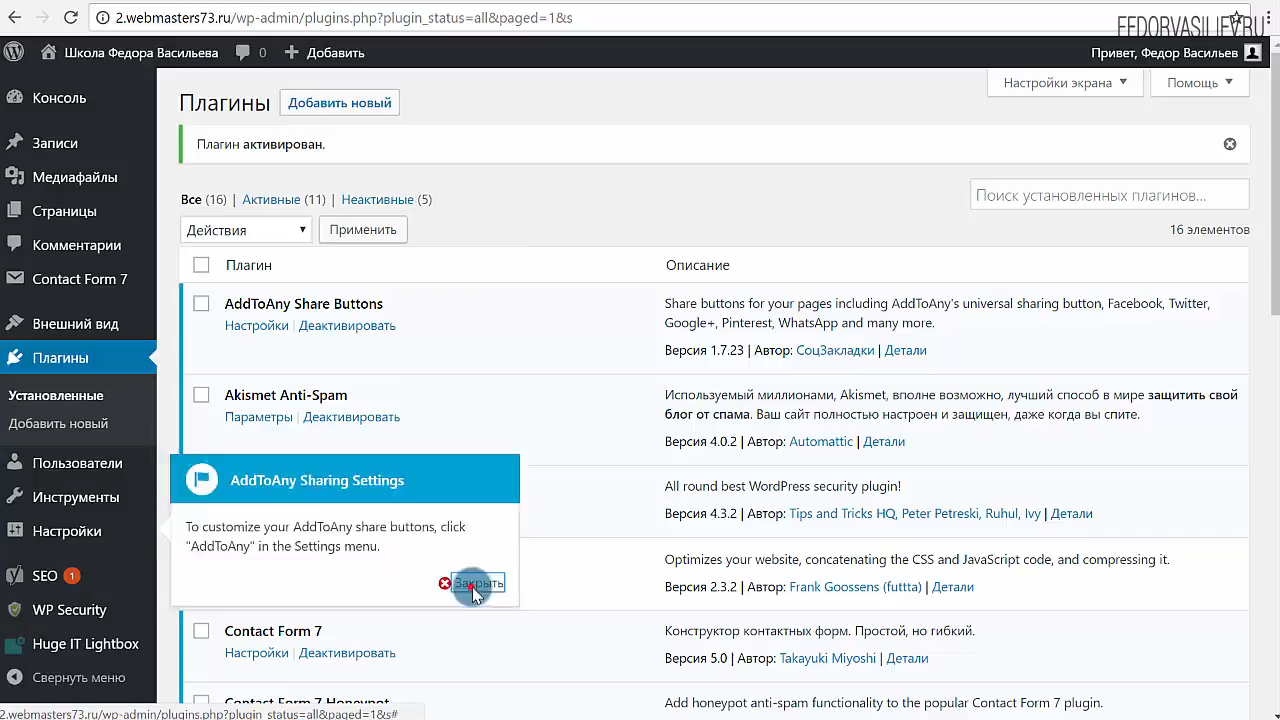 2.webmasters73.ru/wp-admin/plugins.php?plugin_status=all&paged=1&s
FEDORVASILIEV.RU
Школа Федора Васильева
0
Добавить
Привет, Федор Васильев
Консоль
Записи
Медиафайлы
Страницы
Комментарии
Contact Form 7
Внешний вид
Плагины
Установленные
Добавить новый
Пользователи
Инструменты
Настройки
SEO 1
WP Security
Huge IT Lightbox
Свернуть меню
Настройки экрана
Помощь
Плагины
Добавить новый
Плагин активирован.
Все (16) | Активные (11) | Неактивные (5)
Поиск установленных плагинов...
Действия
Применить
16 элементов
Плагин
Описание
AddToAny Share Buttons
Настройки | Деактивировать
Share buttons for your pages including AddToAny's universal sharing button, Facebook, Twitter,
Google+, Pinterest, WhatsApp and many more.
Версия 1.7.23 | Автор: СоцЗакладки | Детали
Akismet Anti-Spam
Параметры | Деактивировать
Используемый миллионами, Akismet, вполне возможно, лучший способ в мире защитить свой
блог от спама. Ваш сайт полностью настроен и защищен, даже когда вы спите.
Версия 4.0.2 | Автор: Automattic | Детали
AddToAny Sharing Settings
To customize your AddToAny share buttons, click
"AddToAny" in the Settings menu.
Закрыть
All round best WordPress security plugin!
Версия 4.3.2 | Автор: Tips and Tricks HQ, Peter Petreski, Ruhul, Ivy | Детали
Optimizes your website, concatenating the CSS and JavaScript code, and compressing it.
Версия 2.3.2 | Автор: Frank Goossens (futtta) | Детали
Contact Form 7
Настройки | Деактивировать
Конструктор контактных форм. Простой, но гибкий.
Версия 5.0 | Автор: Takayuki Miyoshi | Детали
Contact Form 7 Honeypot
Add honeypot anti-spam functionality to the popular Contact Form 7 plugin.
2.webmasters73.ru/wp-admin/plugins.php?plugin_status=all&paged=1&s#